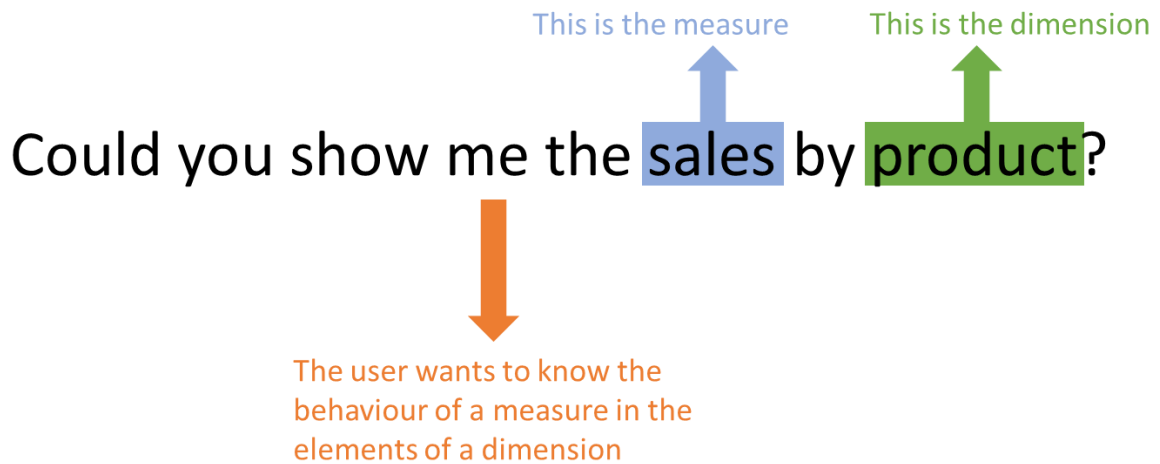 This is the measure
This is the dimension
Could you show me the sales by product?
The user wants to know the
behaviour of a measure in the
elements of a dimension